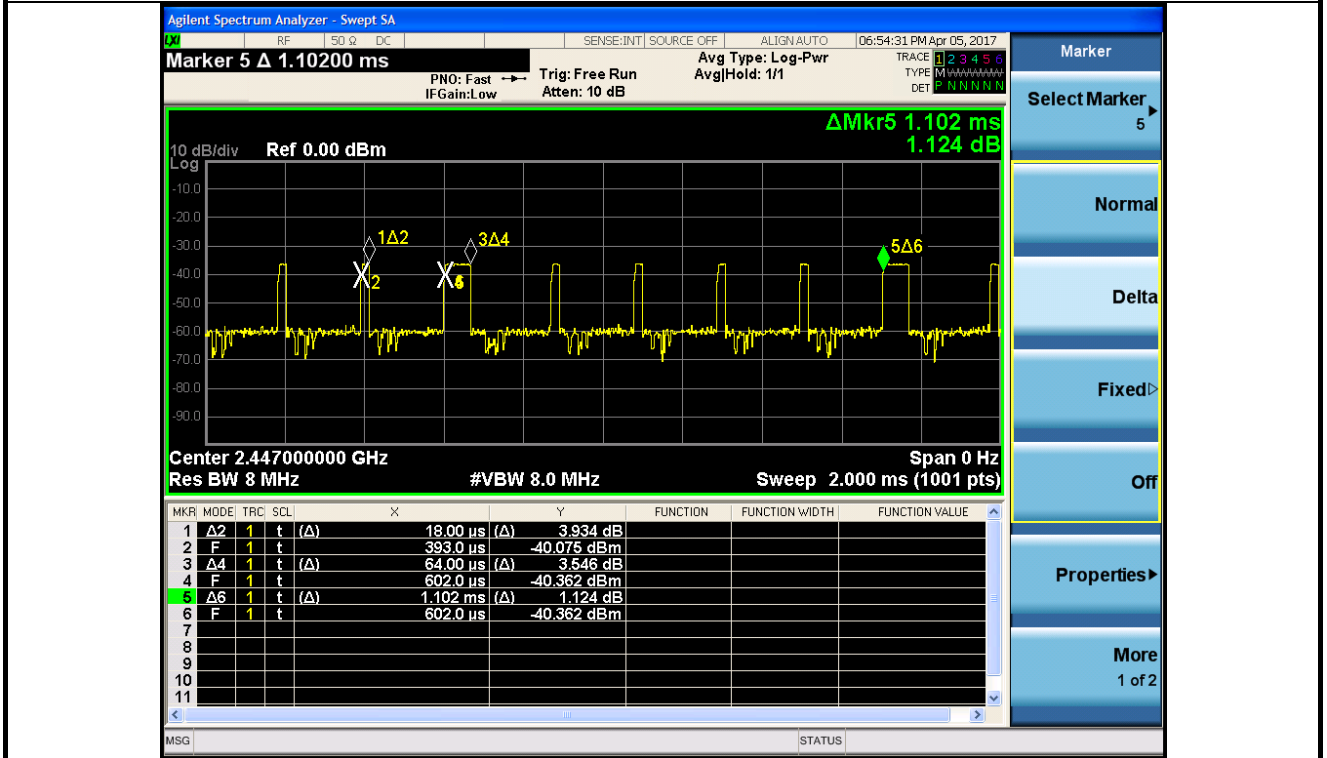 Agilent Spectrum Analyzer - Swept SA
LXI RF 50 Ω DC SENSE:INT SOURCE OFF ALIGN AUTO 06:54:31 PM Apr 05, 2017
Marker 5 Δ 1.10200 ms
PNO: Fast
IFGain:Low
Trig: Free Run
Atten: 10 dB
Avg Type: Log-Pwr
Avg|Hold: 1/1
TRACE 1 2 3 4 5 6
TYPE M WWWWW
DET P N N N N N
ΔMkr5 1.102 ms
1.124 dB
10 dB/div Ref 0.00 dBm
Log
-10.0
-20.0
-30.0
-40.0
-50.0
-60.0
-70.0
-80.0
-90.0
1Δ2
3Δ4
5Δ6
2
Center 2.447000000 GHz Span 0 Hz
Res BW 8 MHz #VBW 8.0 MHz Sweep 2.000 ms (1001 pts)
MKR MODE TRC SCL X Y FUNCTION FUNCTION WIDTH FUNCTION VALUE
1 Δ2 1 t (Δ) 18.00 µs (Δ) 3.934 dB
2 F 1 t 393.0 µs -40.075 dBm
3 Δ4 1 t (Δ) 64.00 µs (Δ) 3.546 dB
4 F 1 t 602.0 µs -40.362 dBm
5 Δ6 1 t (Δ) 1.102 ms (Δ) 1.124 dB
6 F 1 t 602.0 µs -40.362 dBm
7
8
9
10
11
MSG STATUS
Marker
Select Marker
5
Normal
Delta
Fixed
Off
Properties
More
1 of 2